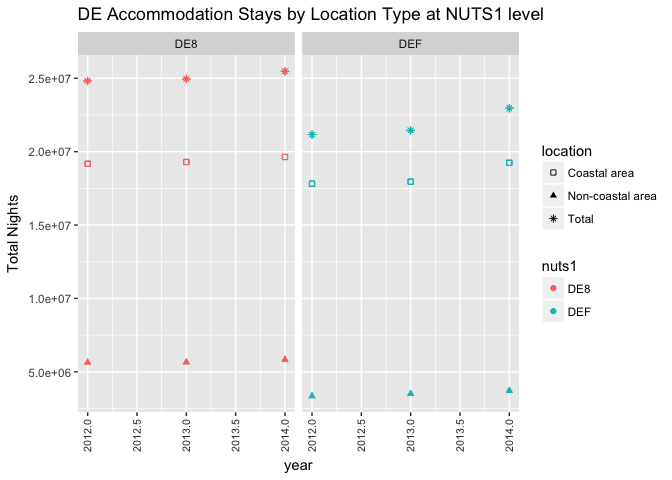 DE Accommodation Stays by Location Type at NUTS1 level
DE8
DEF
Total Nights
2.5e+07
2.0e+07
1.5e+07
1.0e+07
5.0e+06
2012.0
2012.5
2013.0
2013.5
2014.0
2012.0
2012.5
2013.0
2013.5
2014.0
year
location
Coastal area
Non-coastal area
Total
nuts1
DE8
DEF